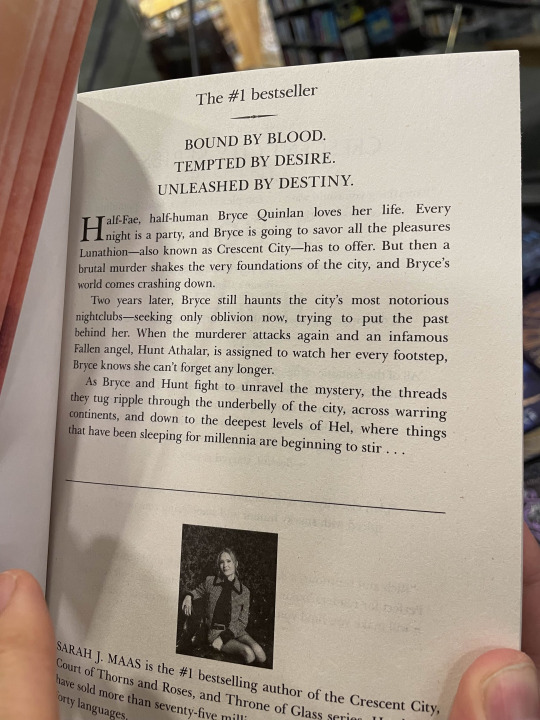 The #1 bestseller
BOUND BY BLOOD.
TEMPTED BY DESIRE.
UNLEASHED BY DESTINY.
Half-Fae, half-human Bryce Quinlan loves her life. Every
night is a party, and Bryce is going to savor all the pleasures
Lunathion—also known as Crescent City—has to offer. But then a
brutal murder shakes the very foundations of the city, and Bryce's
world comes crashing down.
Two years later, Bryce still haunts the city's most notorious
nightclubs—seeking only oblivion now, trying to put the past
behind her. When the murderer attacks again and an infamous
Fallen angel, Hunt Athalar, is assigned to watch her every footstep,
Bryce knows she can't forget any longer.
As Bryce and Hunt fight to unravel the mystery, the threads
they tug ripple through the underbelly of the city, across warring
continents, and down to the deepest levels of Hel, where things
that have been sleeping for millennia are beginning to stir . . .
SARAH J. MAAS is the #1 bestselling author of the Crescent City,
Court of Thorns and Roses, and Throne of Glass series.
have sold more than seventy-five
languages.